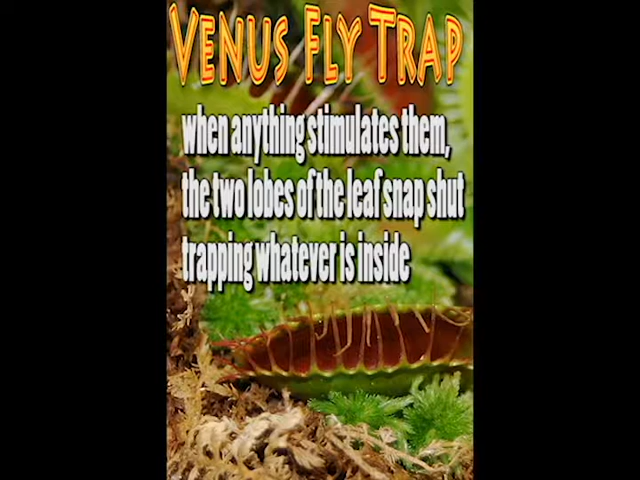 Venus Fly Trap
when anything stimulates them,
the two lobes of the leaf snap shut
trapping whatever is inside